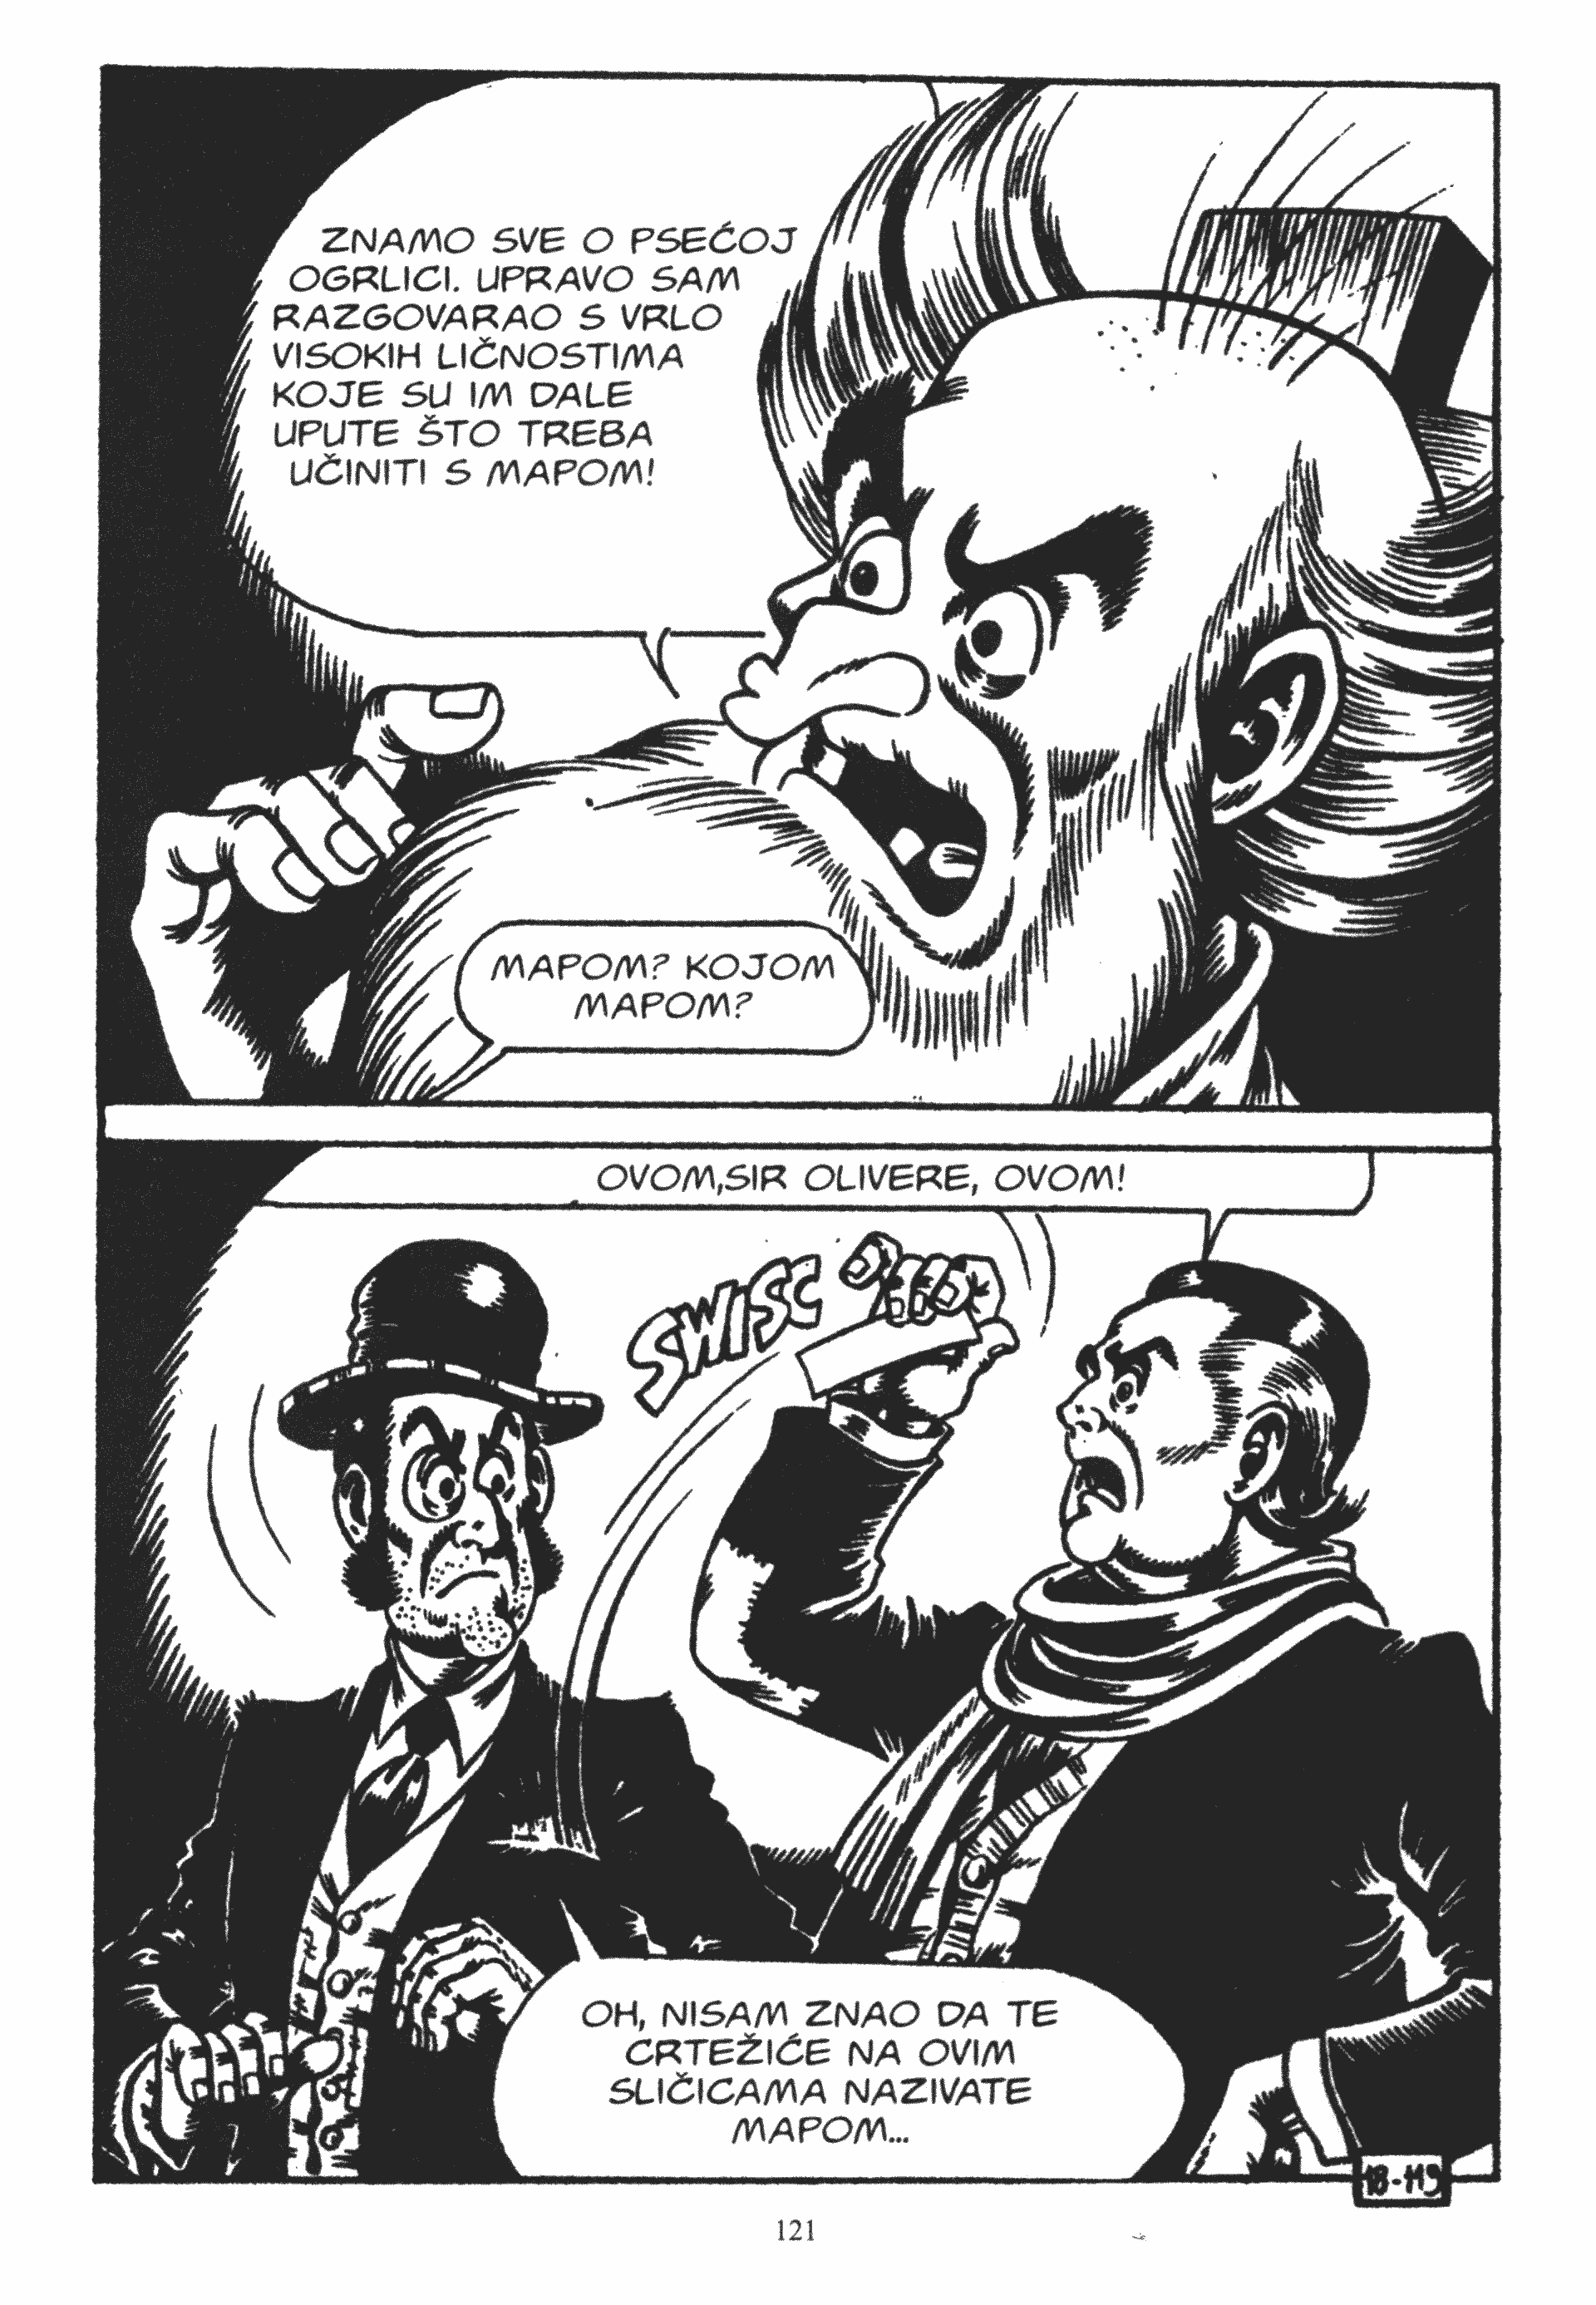 ZNAMO SVE O PSEĆOJ
OGRLICI. UPRAVO SAM
RAZGOVARAO S VRLO
VISOKIH LIČNOSTIMA
KOJE SU IM DALE
UPUTE ŠTO TREBA
UČINITI S MAPOM!
MAPOM? KOJOM
MAPOM?
OVOM,SIR OLIVERE, OVOM!
SWISC
OH, NISAM ZNAO DA TE
CRTEŽIĆE NA OVIM
SLIČICAMA NAZIVATE
MAPOM...
18-119
121